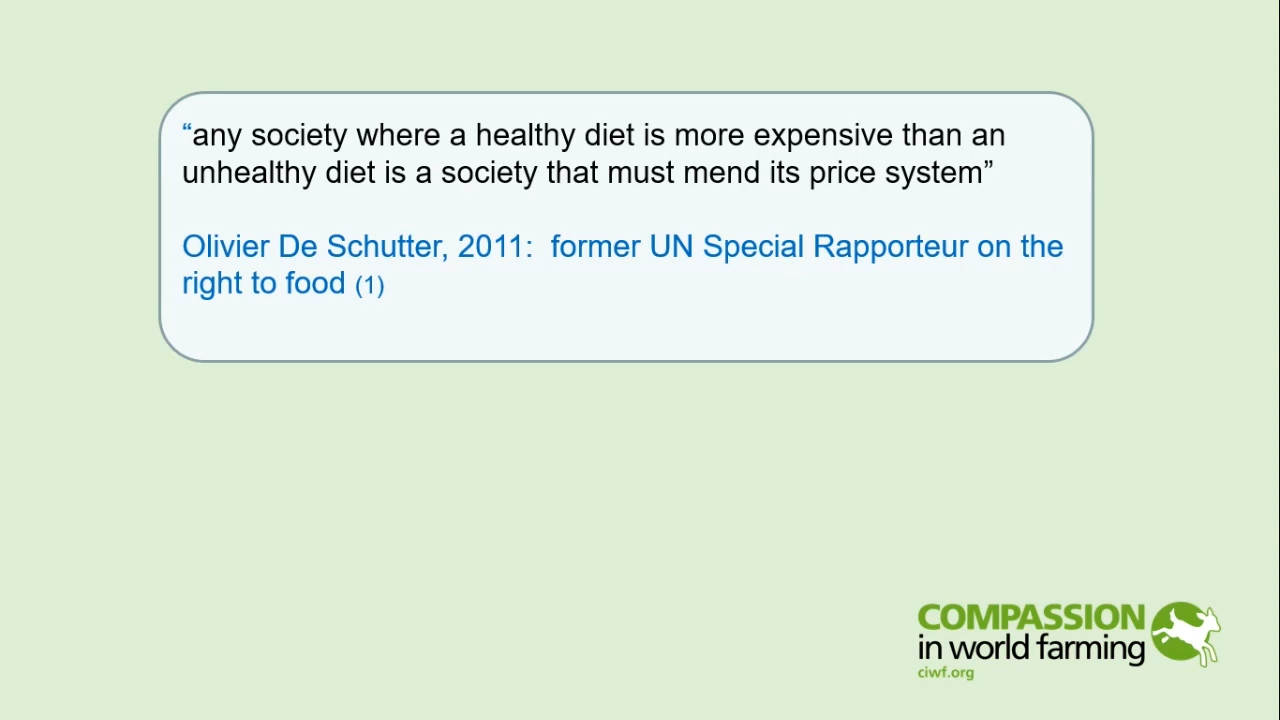 “any society where a healthy diet is more expensive than an
unhealthy diet is a society that must mend its price system”
Olivier De Schutter, 2011:  former UN Special Rapporteur on the
right to food (1)
COMPASSION
in world farming
ciwf.org